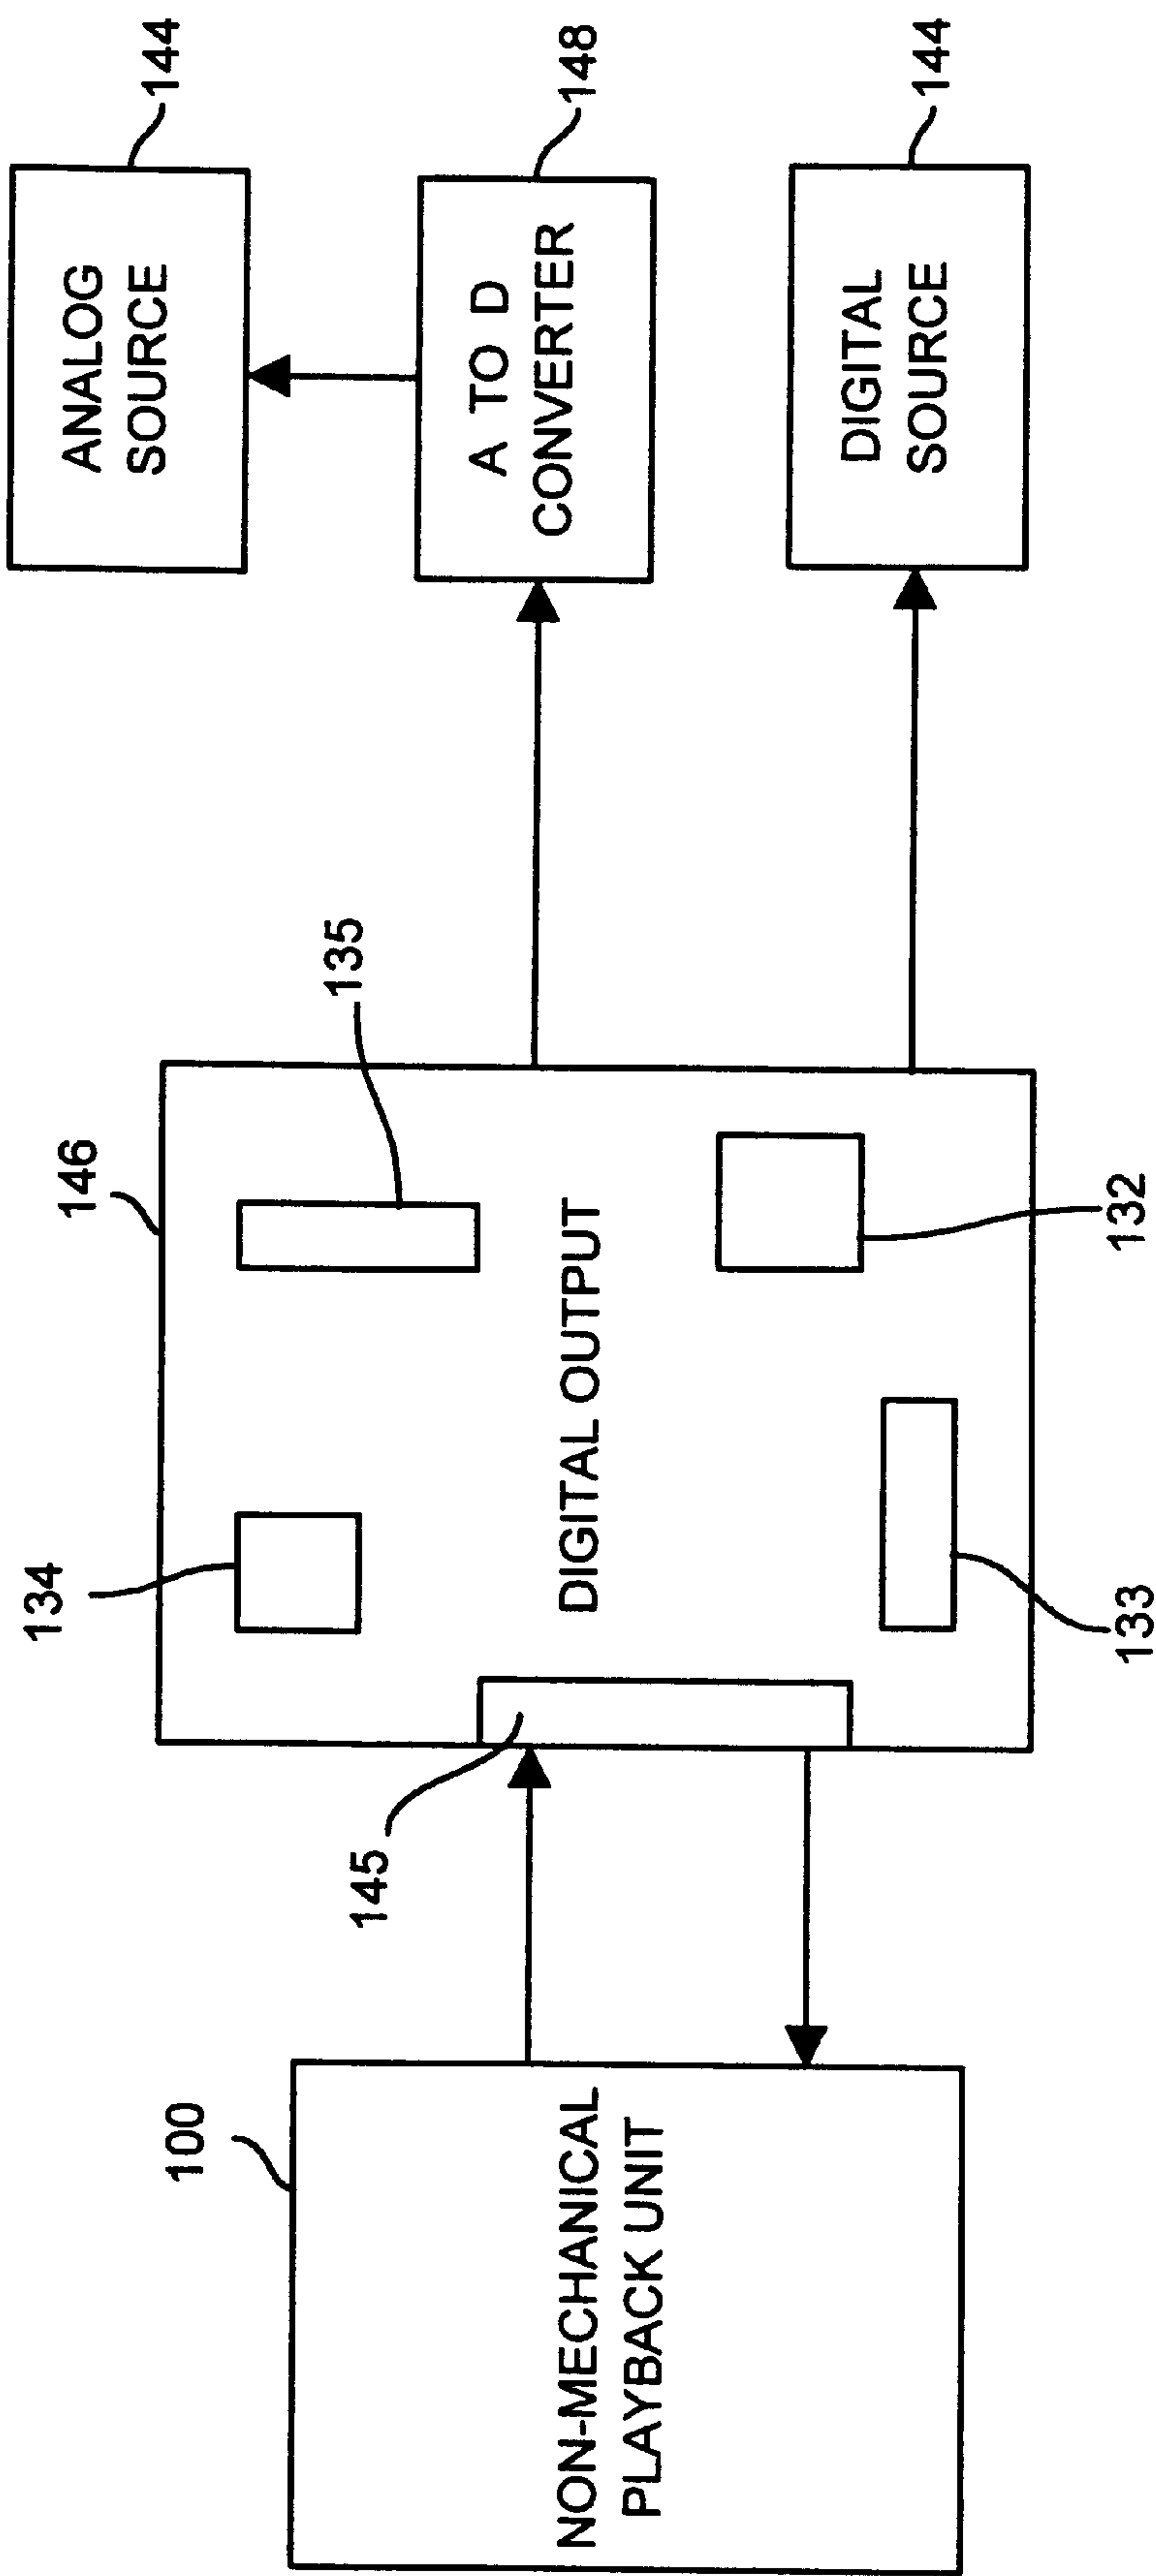 100
NON-MECHANICAL
PLAYBACK UNIT
145
134
146
135
DIGITAL OUTPUT
133
132
ANALOG
SOURCE
144
A TO D
CONVERTER
148
DIGITAL
SOURCE
144